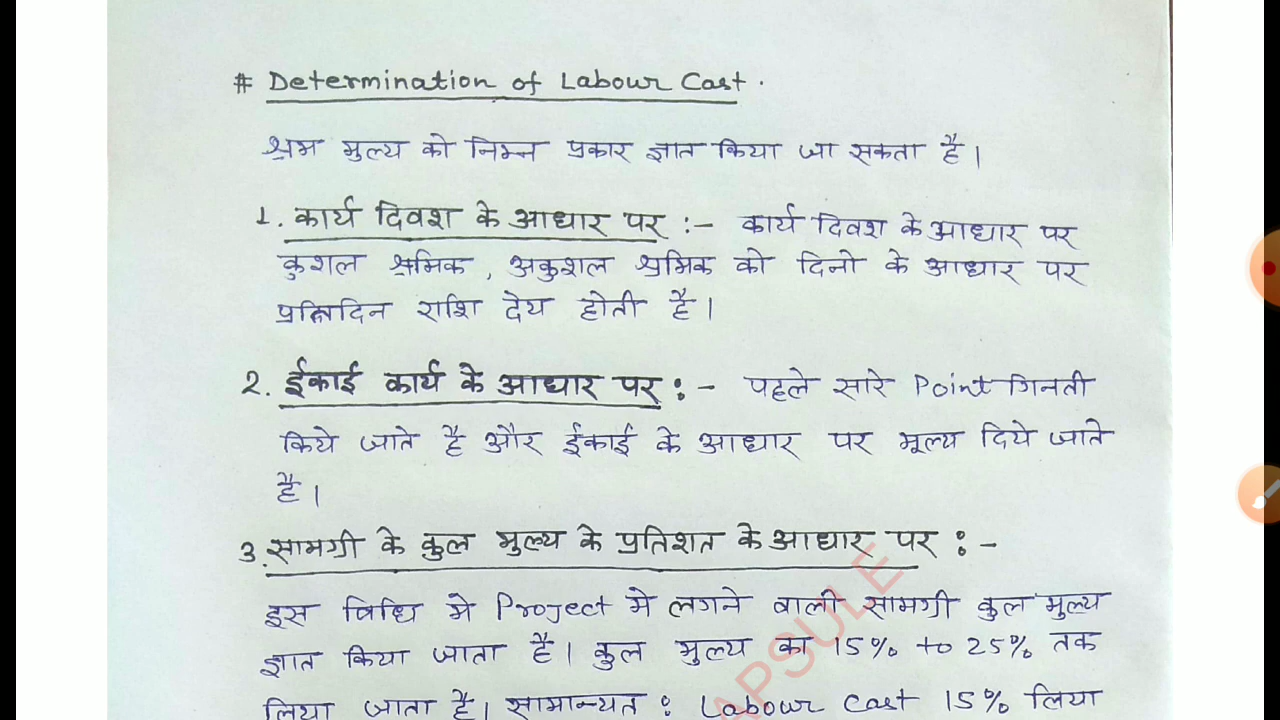 # Determination of Labour Cast.
श्रम मुल्य को निम्न प्रकार ज्ञात किया जा सकता है।
1. कार्य दिवश के आधार पर :- कार्य दिवश के आधार पर
कुशल श्रमिक, अकुशल श्रमिक को दिनो के आधार पर
प्रतिदिन राशि देय होती है।
2. ईकाई कार्य के आधार पर :- पहले सारे Point गिनती
किये जाते है और ईकाई के आधार पर मूल्य दिये जाते
है।
3. सामगी के कुल मुल्य के प्रतिशत के आधार पर :-
इस विधि मे Project मे लगने वाली सामगी कुल मुल्य
ज्ञात किया जाता है। कुल मुल्य का 15% to 25% तक
लिया जाता है। सामान्यत : Labour Cast 15% लिया
APSULE